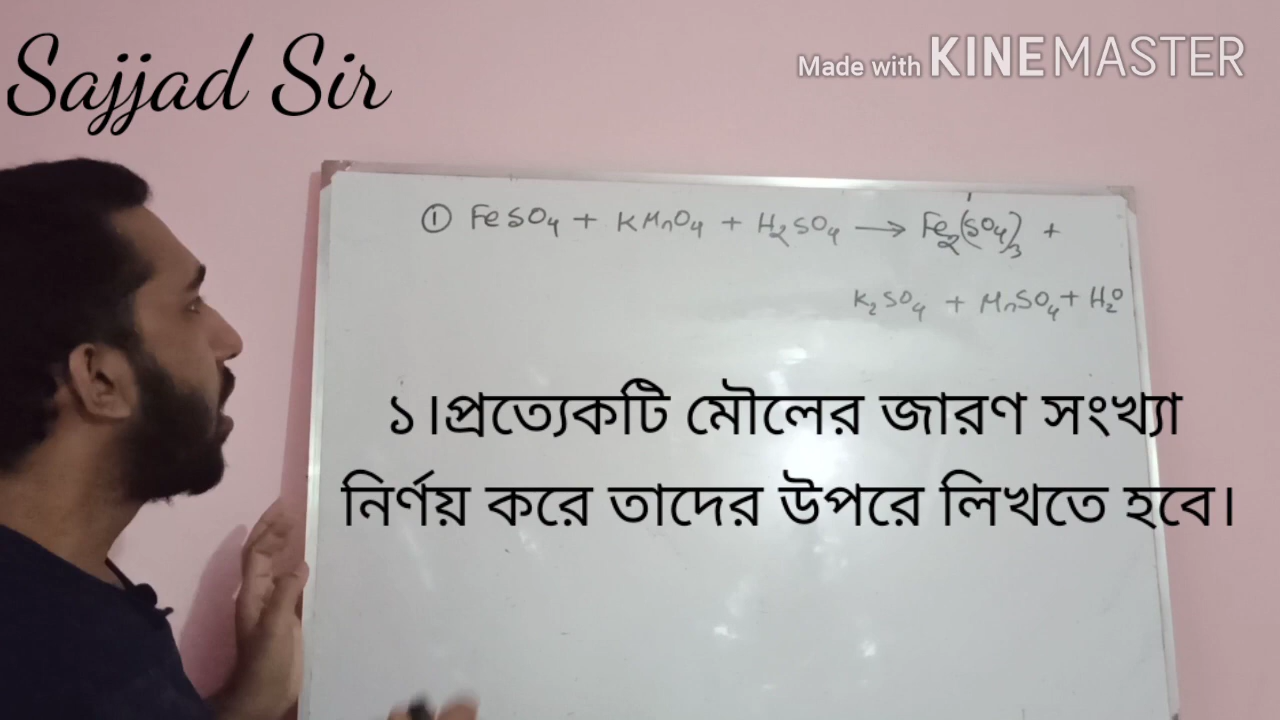 Sajjad Sir
Made with KINEMASTER
① FeSO₄ + KMnO₄ + H₂SO₄ → Fe₂(SO₄)₃ +
K₂SO₄ + MnSO₄ + H₂O
১।প্রত্যেকটি মৌলের জারণ সংখ্যা
নির্ণয় করে তাদের উপরে লিখতে হবে।